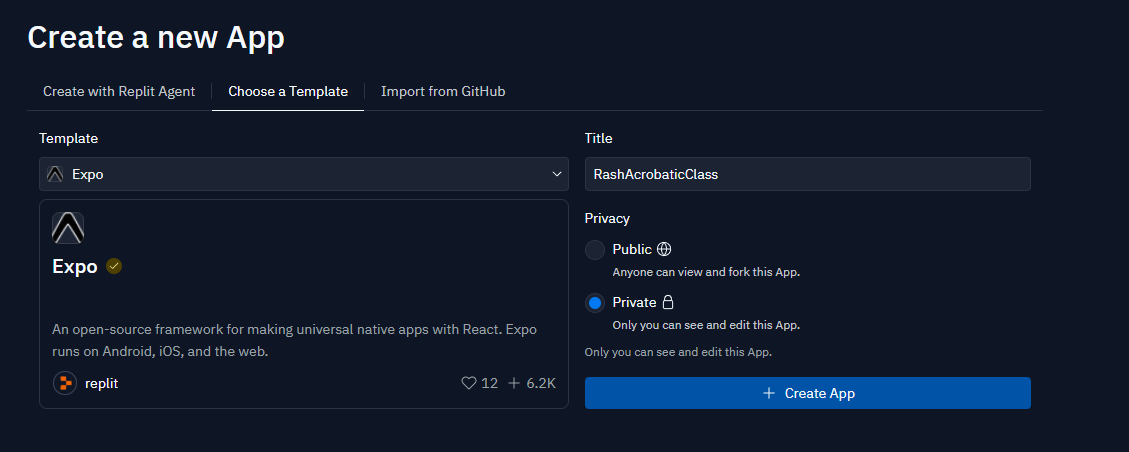 Create a new App
Create with Replit Agent
Choose a Template
Import from GitHub
Template
Expo
Expo
An open-source framework for making universal native apps with React. Expo
runs on Android, iOS, and the web.
replit
12
6.2K
Title
RashAcrobaticClass
Privacy
Public
Anyone can view and fork this App.
Private
Only you can see and edit this App.
Only you can see and edit this App.
Create App